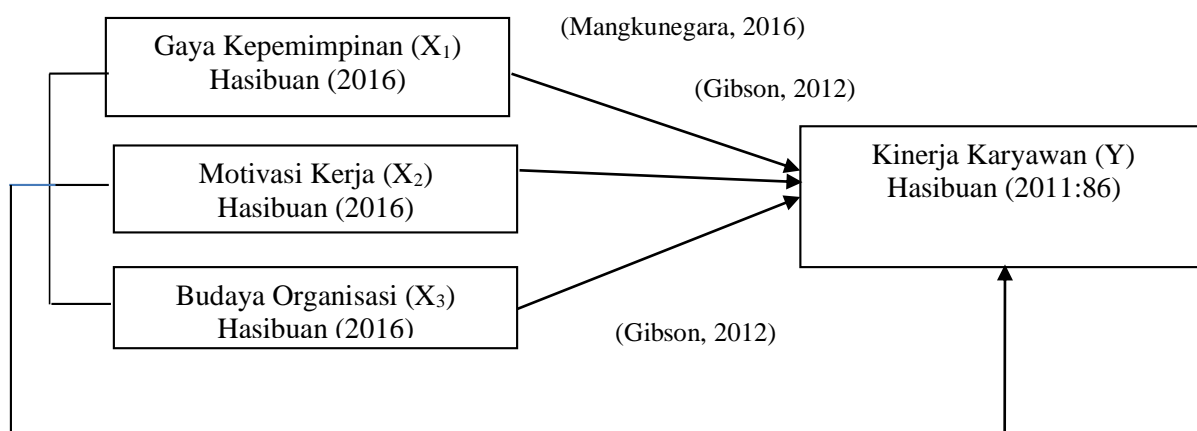 Gaya Kepemimpinan (X₁)
Hasibuan (2016)
(Mangkunegara, 2016)
(Gibson, 2012)
Motivasi Kerja (X₂)
Hasibuan (2016)
Kinerja Karyawan (Y)
Hasibuan (2011:86)
Budaya Organisasi (X₃)
Hasibuan (2016)
(Gibson, 2012)